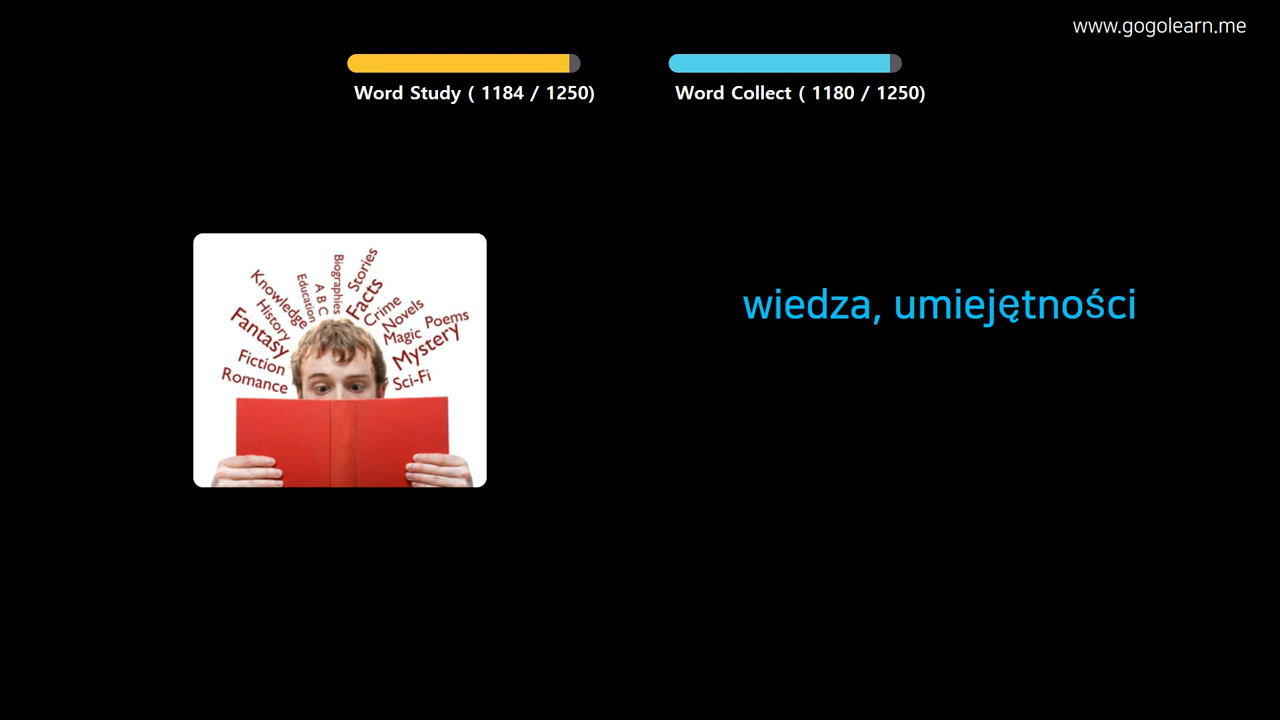 www.gogolearn.me
Word Study ( 1184 / 1250)
Word Collect ( 1180 / 1250)
wiedza, umiejętności
Romance
Fiction
Fantasy
History
Knowledge
Education
A B C
Biographies
Stories
Facts
Crime
Novels
Magic
Poems
Mystery
Sci-Fi